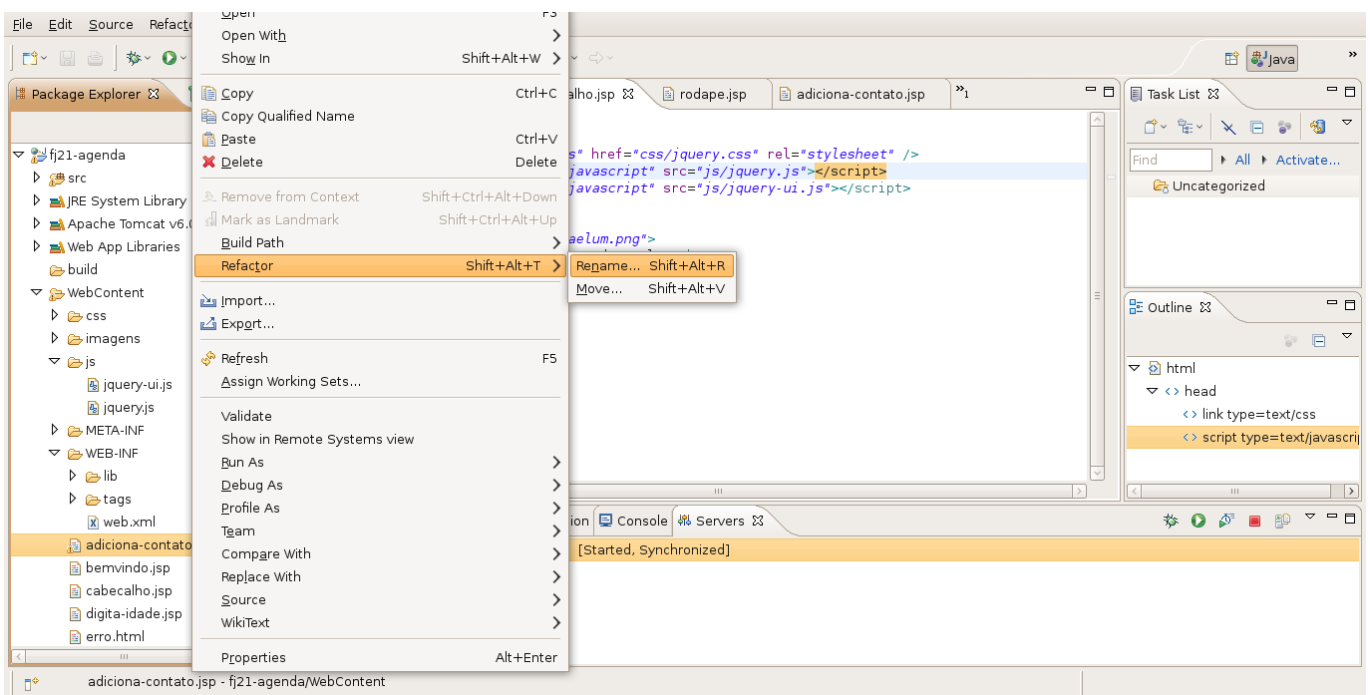 File Edit Source Refacto
Java
»
Package Explorer
fj21-agenda
src
JRE System Library
Apache Tomcat v6.0
Web App Libraries
build
WebContent
css
imagens
js
jquery-ui.js
jquery.js
META-INF
WEB-INF
lib
tags
web.xml
adiciona-contato
bemvindo.jsp
cabecalho.jsp
digita-idade.jsp
erro.html
Open F3
Open With
Show In Shift+Alt+W
Copy Ctrl+C
Copy Qualified Name
Paste Ctrl+V
Delete Delete
Remove from Context Shift+Ctrl+Alt+Down
Mark as Landmark Shift+Ctrl+Alt+Up
Build Path
Refactor Shift+Alt+T
Import...
Export...
Refresh F5
Assign Working Sets...
Validate
Show in Remote Systems view
Run As
Debug As
Profile As
Team
Compare With
Replace With
Source
WikiText
Properties Alt+Enter
Rename... Shift+Alt+R
Move... Shift+Alt+V
alho.jsp rodape.jsp adiciona-contato.jsp »1
s" href="css/jquery.css" rel="stylesheet" />
javascript" src="js/jquery.js"></script>
javascript" src="js/jquery-ui.js"></script>
aelum.png">
ion Console Servers
[Started, Synchronized]
Task List
Find All Activate...
Uncategorized
Outline
html
head
link type=text/css
script type=text/javascrip
adiciona-contato.jsp - fj21-agenda/WebContent